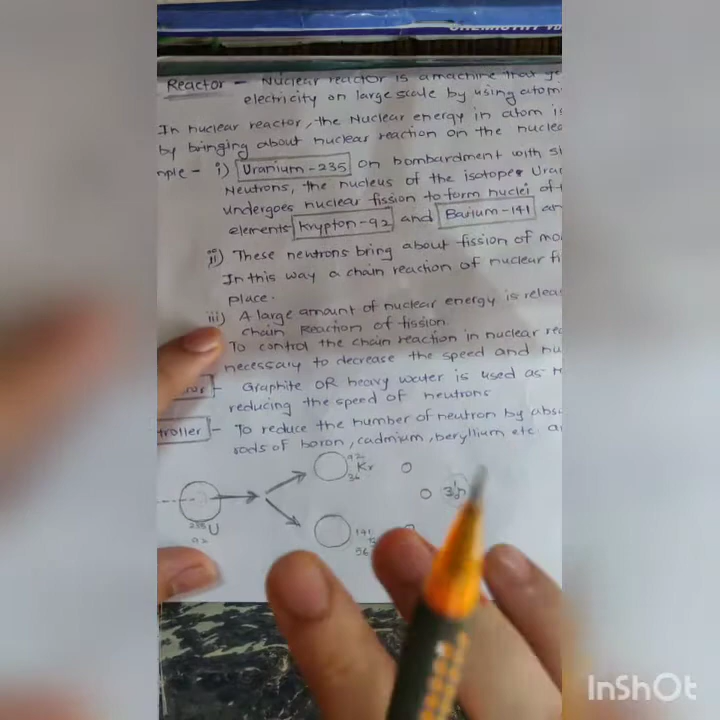 Reactor - Nuclear reactor is a machine that
electricity on large scale by using atom
In nuclear reactor, the Nuclear energy in atom is
by bringing about nuclear reaction on the
i) Uranium-235 on bombardment with
Neutrons, the nucleus of the isotope
undergoes nuclear fission to form nuclei of
elements Krypton-92 and Barium-141
ii) These neutrons bring about fission of
In this way a chain reaction of nuclear
place.
iii) A large amount of nuclear energy is
chain Reaction of fission.
To control the chain reaction in nuclear
necessary to decrease the speed and
Graphite OR heavy water is used as
reducing the speed of neutrons
troller - To reduce the number of neutron by
rods of boron, cadmium, beryllium etc.
92
Kr
36
235
U
92
141
56
InShOt